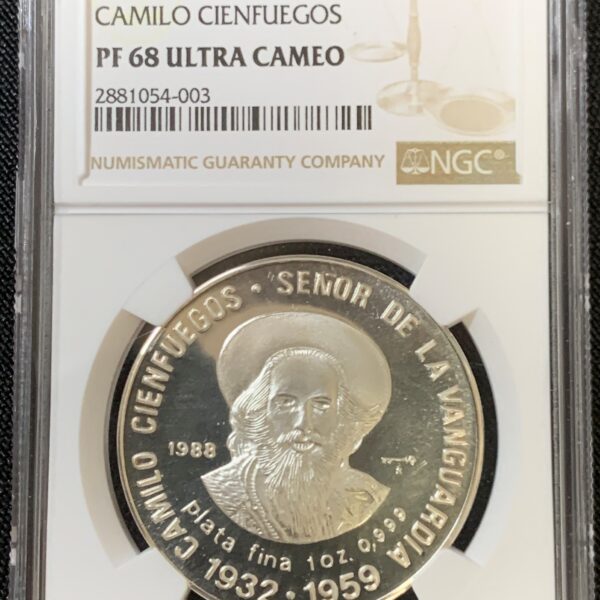 CAMILO CIENFUEGOS
PF 68 ULTRA CAMEO
2881054-003
NUMISMATIC GUARANTY COMPANY
NGC®
CAMILO CIENFUEGOS · SEÑOR DE LA VANGUARDIA
1988
plata fina 1oz. 0,999
1932 · 1959